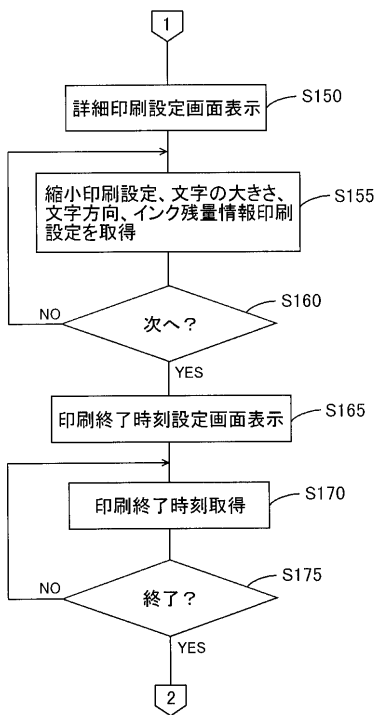 1
詳細印刷設定画面表示
S150
縮小印刷設定、文字の大きさ、
文字方向、インク残量情報印刷
設定を取得
S155
次へ?
S160
NO
YES
印刷終了時刻設定画面表示
S165
印刷終了時刻取得
S170
終了?
S175
NO
YES
2